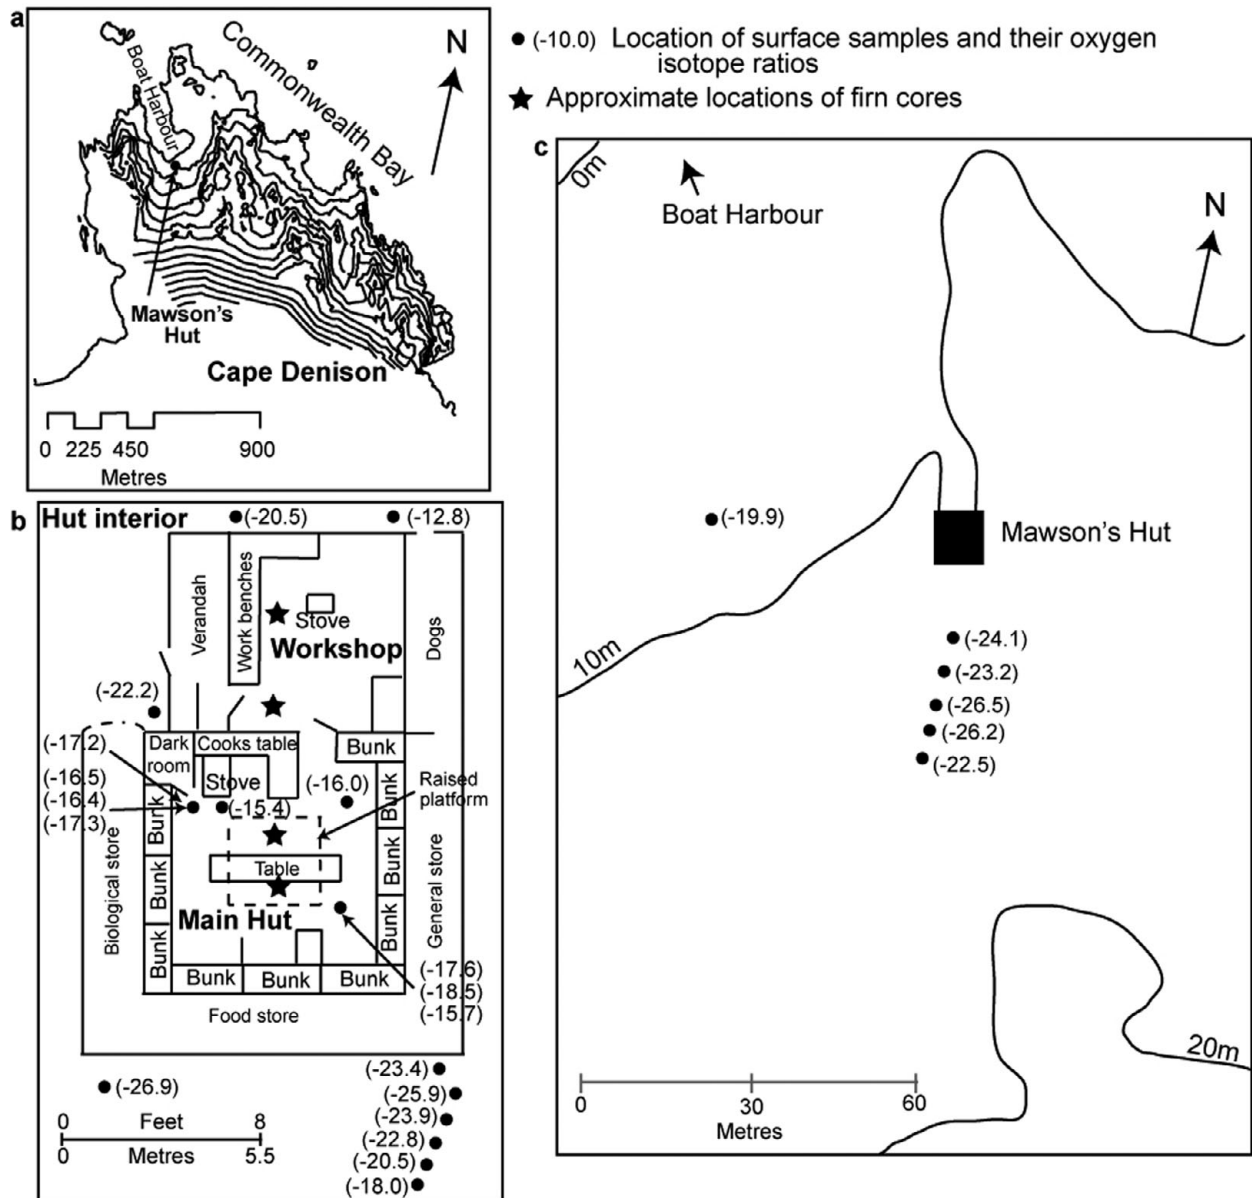 a
Commonwealth Bay
Boat Harbour
N
Mawson's
Hut
Cape Denison
0 225 450 900
Metres
(-10.0) Location of surface samples and their oxygen
isotope ratios
Approximate locations of firn cores
b Hut interior
(-20.5)
(-12.8)
Verandah
Work benches
Stove
Workshop
Dogs
(-22.2)
(-17.2)
(-16.5)
(-16.4)
(-17.3)
Dark
room
Cooks table
Bunk
Stove
(-15.4)
(-16.0)
Raised
platform
Bunk
Bunk
Bunk
Bunk
Bunk
Bunk
Table
Biological store
General store
Main Hut
Bunk
Bunk
Bunk
(-17.6)
(-18.5)
(-15.7)
Food store
(-26.9)
(-23.4)
(-25.9)
(-23.9)
(-22.8)
(-20.5)
(-18.0)
0 Feet 8
0 Metres 5.5
c
0m
Boat Harbour
N
(-19.9)
Mawson's Hut
10m
(-24.1)
(-23.2)
(-26.5)
(-26.2)
(-22.5)
20m
0 30 60
Metres